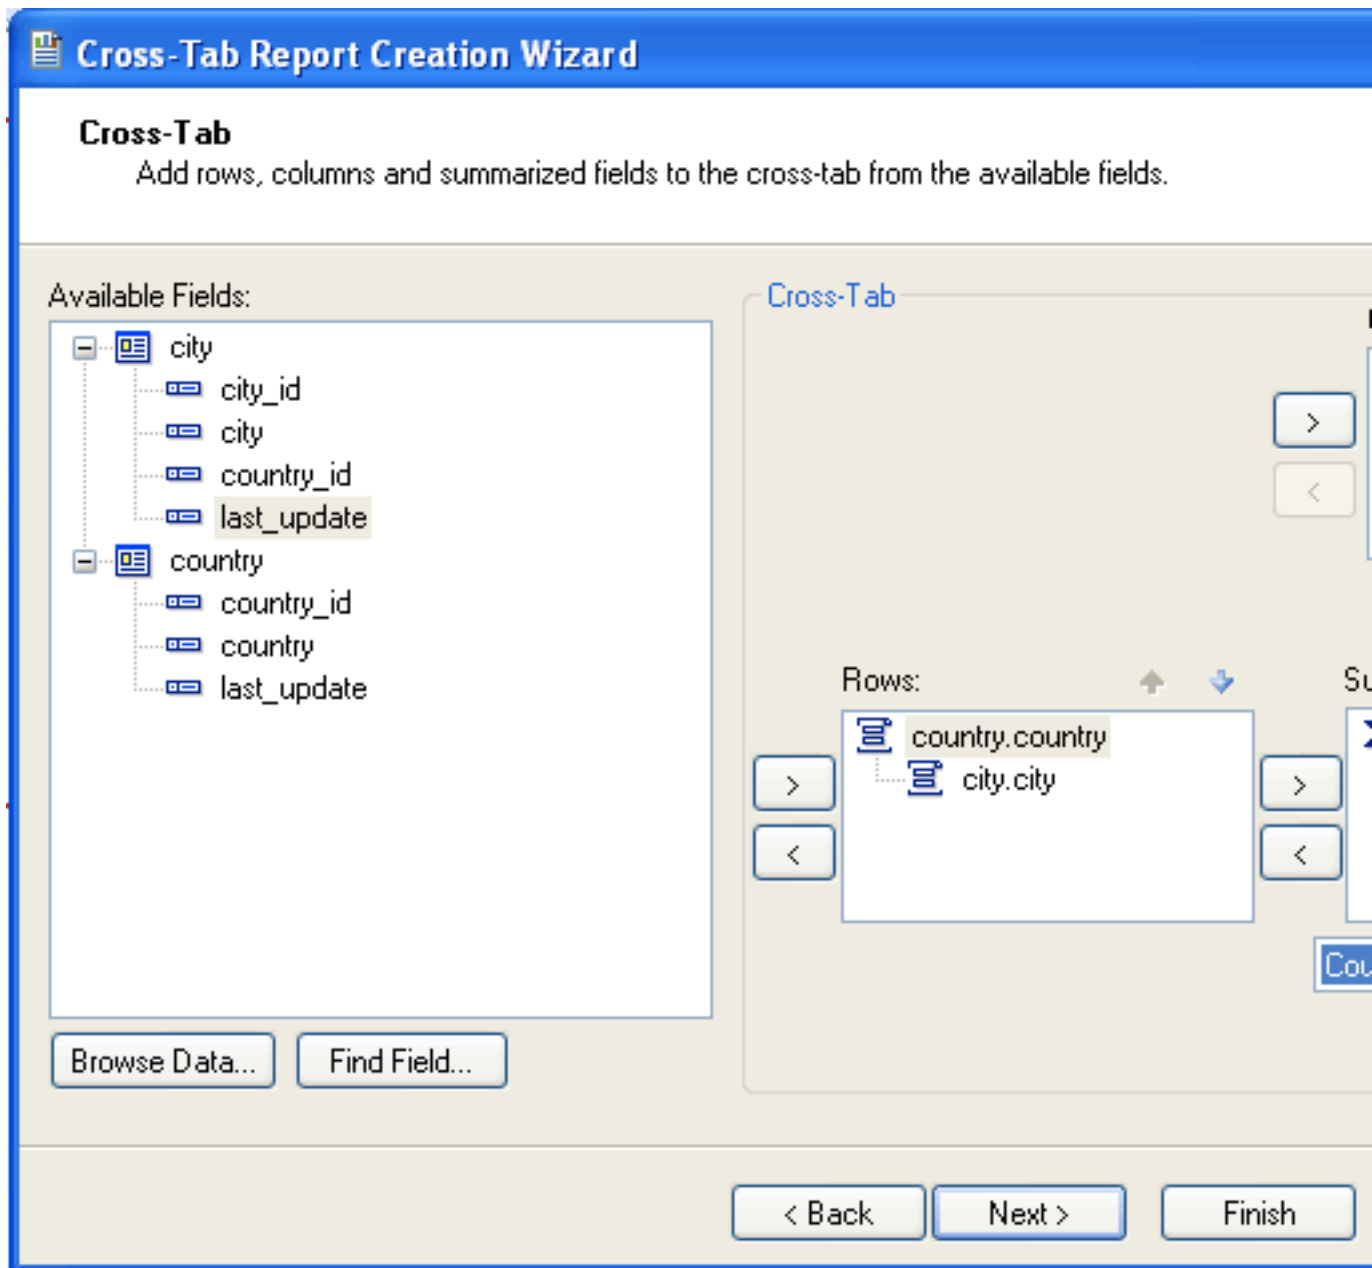 Cross-Tab Report Creation Wizard
Cross-Tab
Add rows, columns and summarized fields to the cross-tab from the available fields.
Available Fields:
city
city_id
city
country_id
last_update
country
country_id
country
last_update
Cross-Tab
>
<
Rows:
country.country
city.city
>
<
>
<
Browse Data...
Find Field...
< Back
Next >
Finish